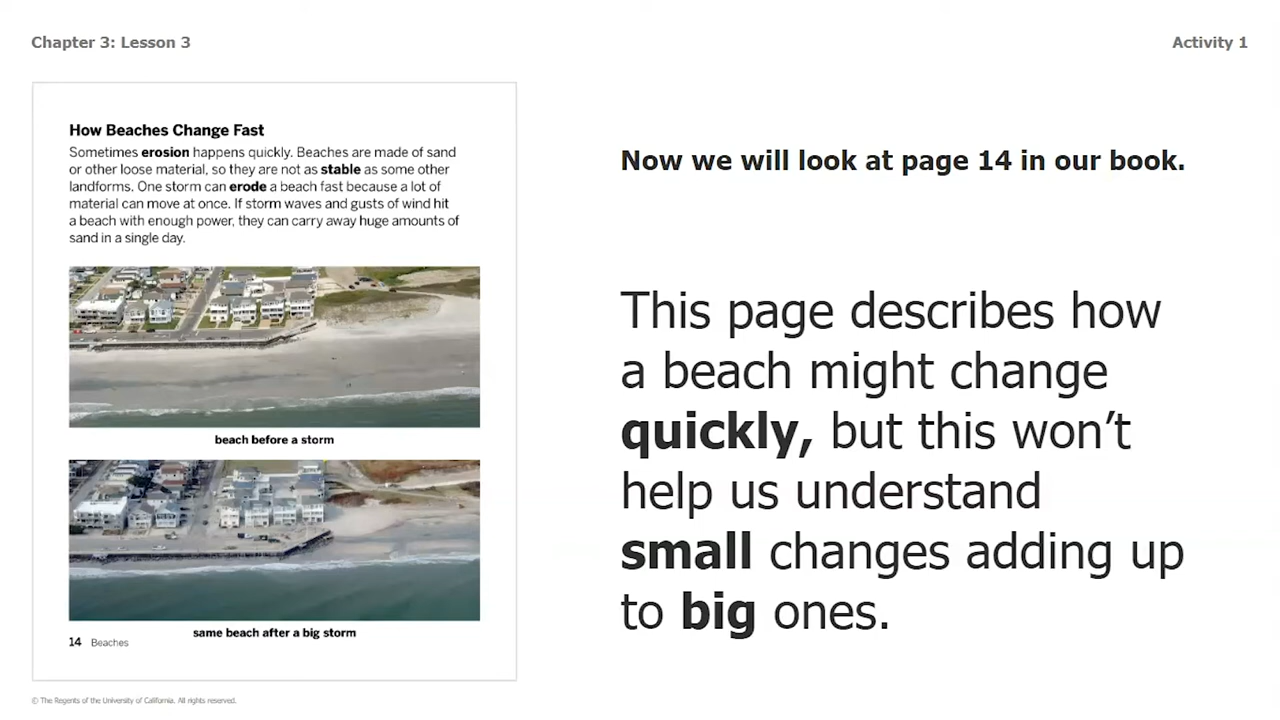 Chapter 3: Lesson 3
Activity 1
How Beaches Change Fast
Sometimes erosion happens quickly. Beaches are made of sand
or other loose material, so they are not as stable as some other
landforms. One storm can erode a beach fast because a lot of
material can move at once. If storm waves and gusts of wind hit
a beach with enough power, they can carry away huge amounts of
sand in a single day.
beach before a storm
same beach after a big storm
14 Beaches
Now we will look at page 14 in our book.
This page describes how
a beach might change
quickly, but this won’t
help us understand
small changes adding up
to big ones.
© The Regents of the University of California. All rights reserved.